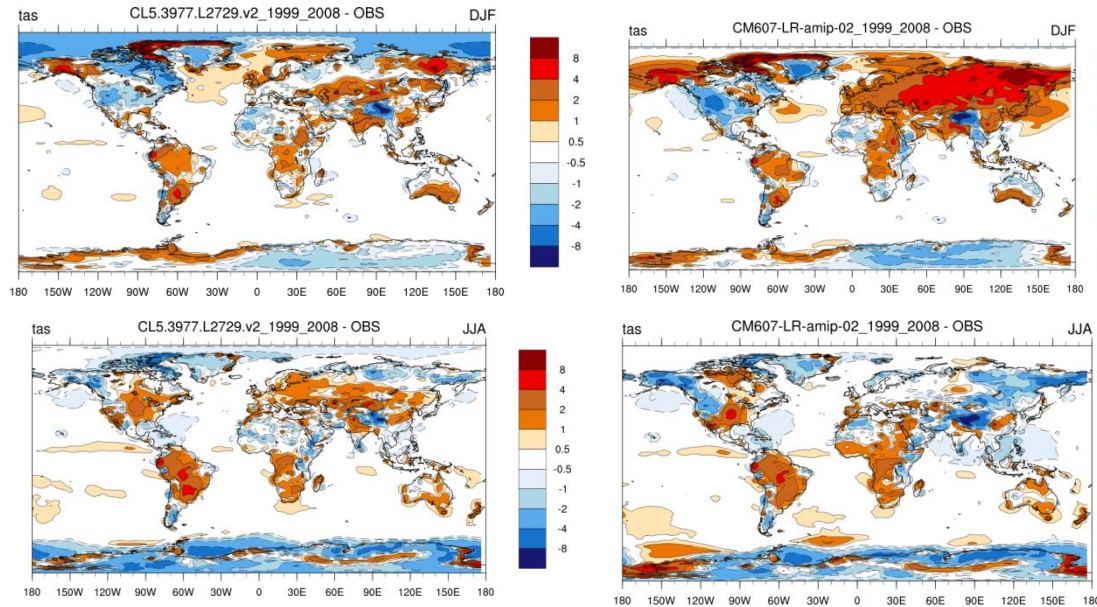 tas CL5.3977.L2729.v2_1999_2008 - OBS DJF
8
4
2
1
0.5
-0.5
-1
-2
-4
-8
180 150W 120W 90W 60W 30W 0 30E 60E 90E 120E 150E 180
tas CM607-LR-amip-02_1999_2008 - OBS DJF
180 150W 120W 90W 60W 30W 0 30E 60E 90E 120E 150E 180
tas CL5.3977.L2729.v2_1999_2008 - OBS JJA
8
4
2
1
0.5
-0.5
-1
-2
-4
-8
180 150W 120W 90W 60W 30W 0 30E 60E 90E 120E 150E 180
tas CM607-LR-amip-02_1999_2008 - OBS JJA
180 150W 120W 90W 60W 30W 0 30E 60E 90E 120E 150E 180